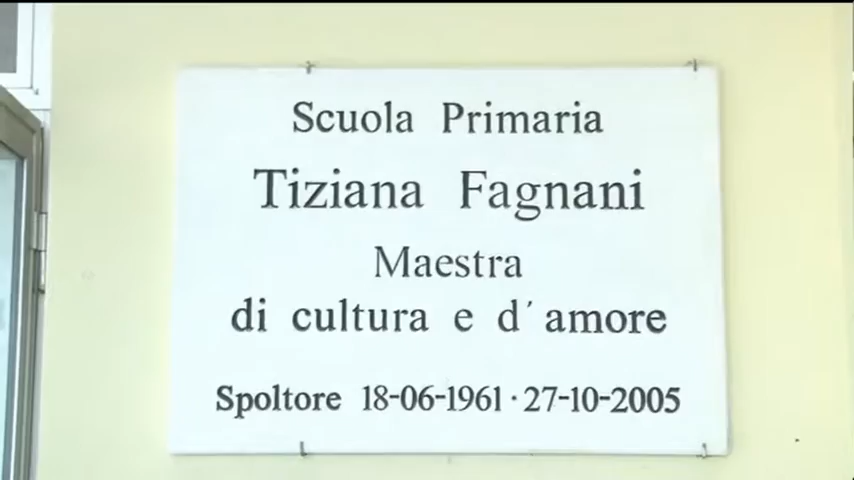 Scuola Primaria
Tiziana Fagnani
Maestra
di cultura e d'amore
Spoltore 18-06-1961 · 27-10-2005